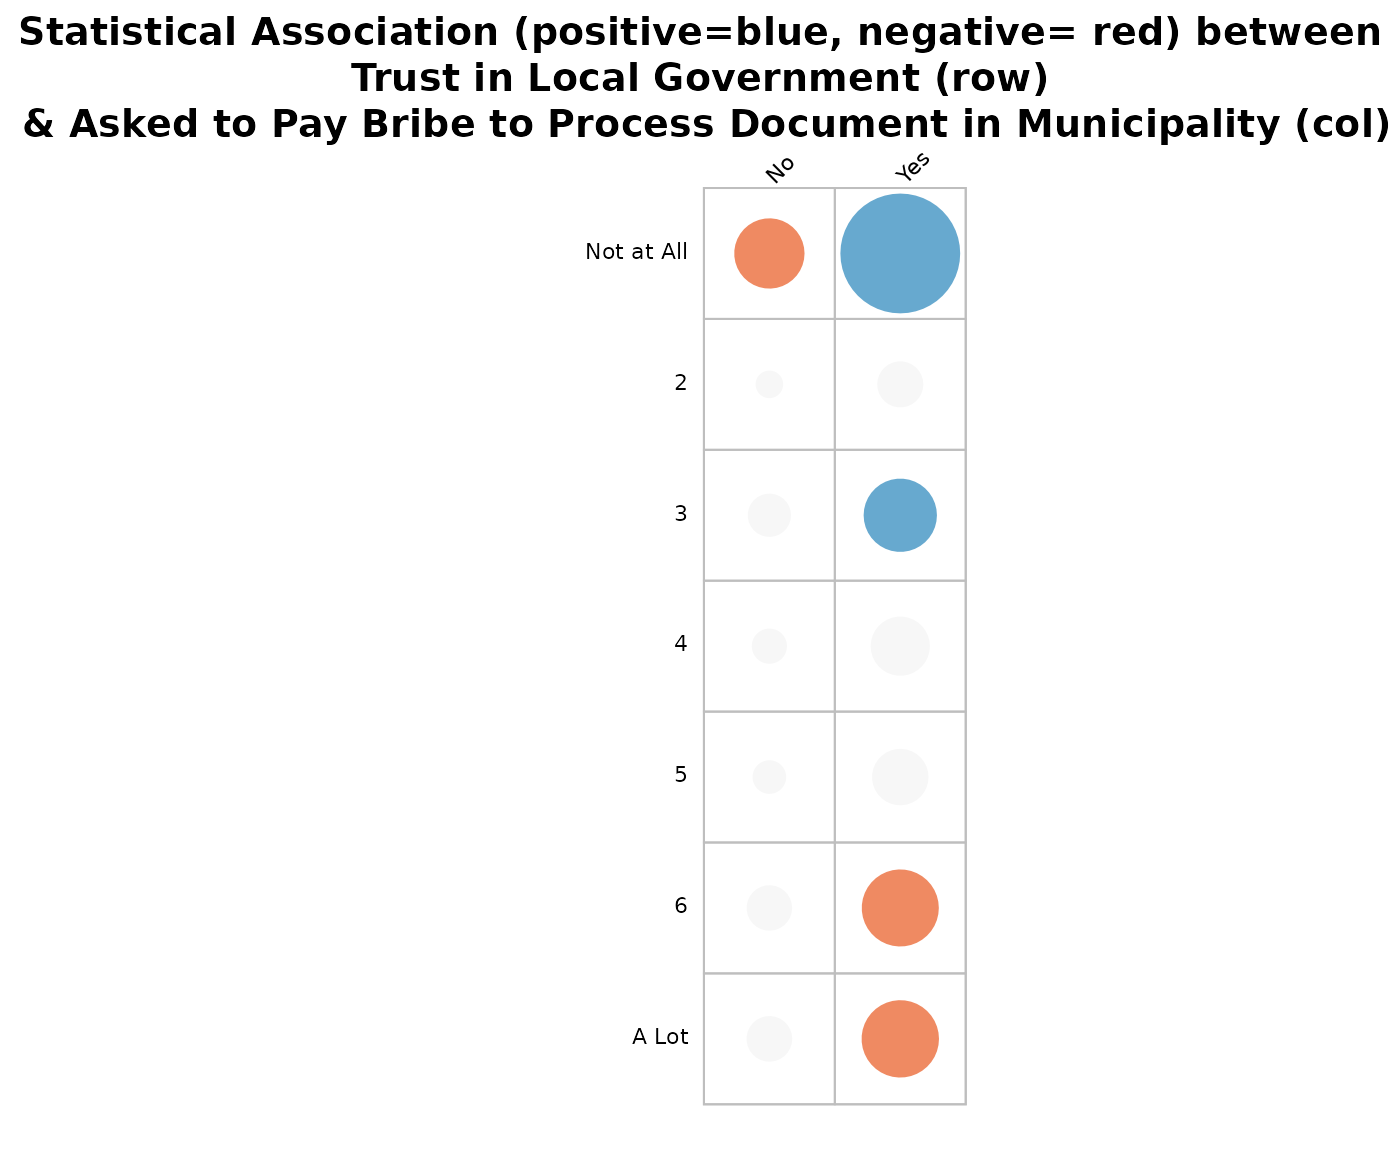 Statistical Association (positive=blue, negative= red) between
Trust in Local Government (row)
& Asked to Pay Bribe to Process Document in Municipality (col)
No Yes
Not at All
2
3
4
5
6
A Lot